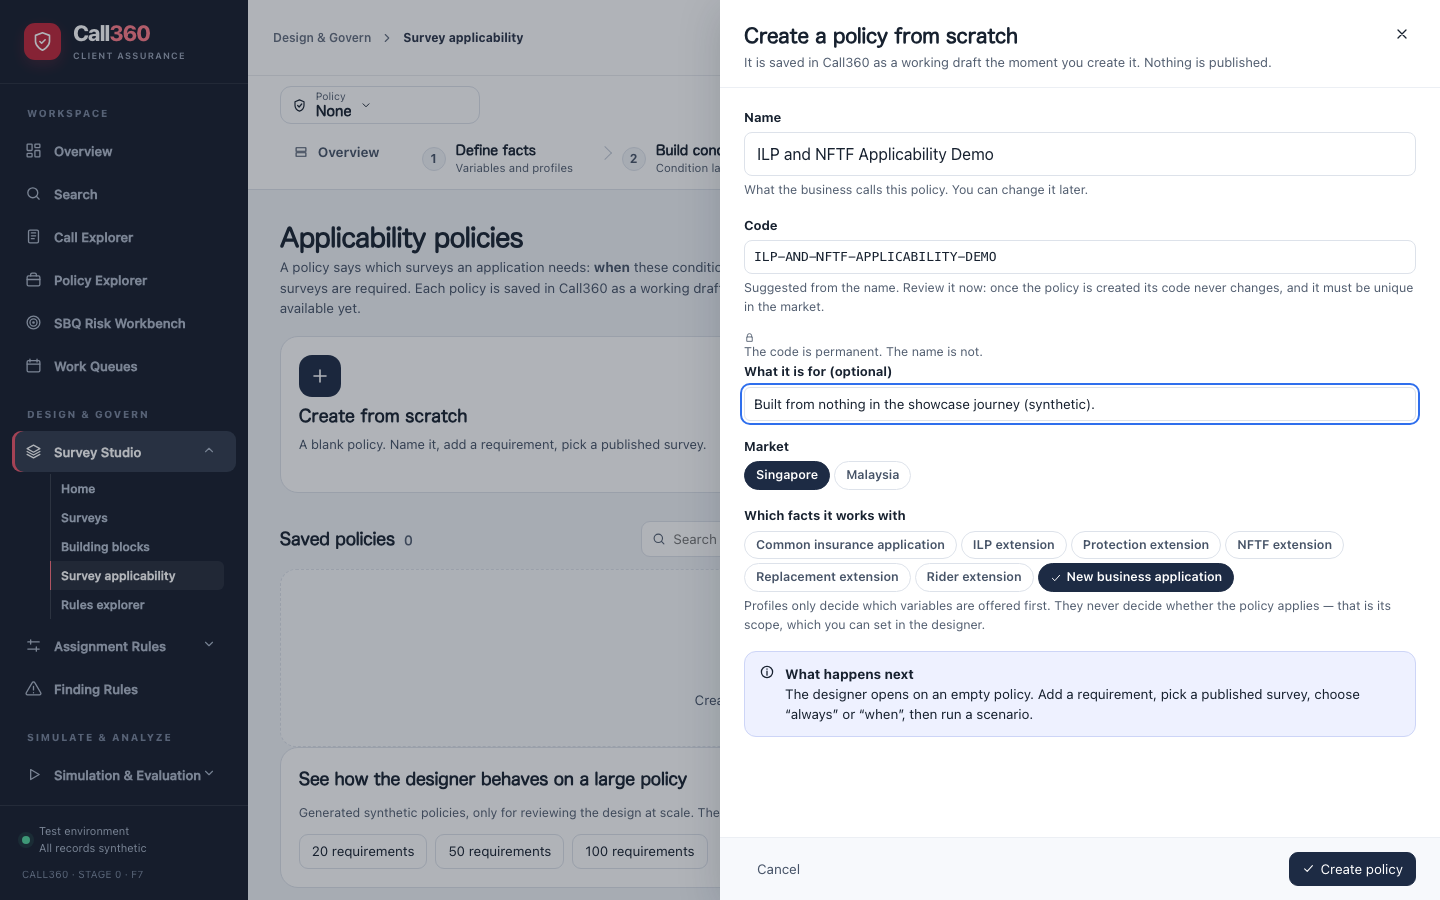 Call360
CLIENT ASSURANCE
WORKSPACE
Overview
Search
Call Explorer
Policy Explorer
SBQ Risk Workbench
Work Queues
DESIGN & GOVERN
Survey Studio
Home
Surveys
Building blocks
Survey applicability
Rules explorer
Assignment Rules
Finding Rules
SIMULATE & ANALYZE
Simulation & Evaluation
Test environment
All records synthetic
CALL360 · STAGE 0 · F7
Design & Govern
Survey applicability
Policy
None
Overview
1
Define facts
Variables and profiles
2
Build
Condition
Applicability policies
A policy says which surveys an application needs: when these
surveys are required. Each policy is saved in Call360 as a working
available yet.
Create from scratch
A blank policy. Name it, add a requirement, pick a published survey.
Saved policies 0
Search
See how the designer behaves on a large policy
Generated synthetic policies, only for reviewing the design at scale.
20 requirements
50 requirements
100 requirements
Create a policy from scratch
It is saved in Call360 as a working draft the moment you create it. Nothing is published.
Name
ILP and NFTF Applicability Demo
What the business calls this policy. You can change it later.
Code
ILP-AND-NFTF-APPLICABILITY-DEMO
Suggested from the name. Review it now: once the policy is created its code never changes, and it must be unique
in the market.
The code is permanent. The name is not.
What it is for (optional)
Built from nothing in the showcase journey (synthetic).
Market
Singapore
Malaysia
Which facts it works with
Common insurance application
ILP extension
Protection extension
NFTF extension
Replacement extension
Rider extension
New business application
Profiles only decide which variables are offered first. They never decide whether the policy applies — that is its
scope, which you can set in the designer.
What happens next
The designer opens on an empty policy. Add a requirement, pick a published survey, choose
“always” or “when”, then run a scenario.
Cancel
Create policy